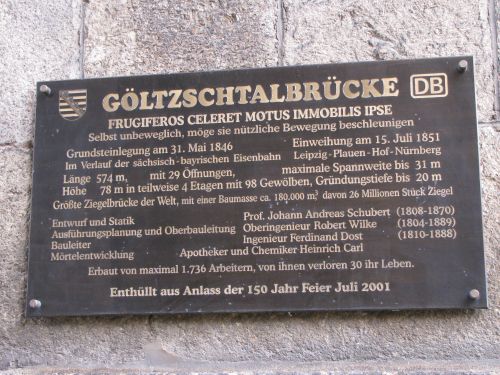 GÖLTZSCHTALBRÜCKE DB
FRUGIFEROS CELERET MOTUS IMMOBILIS IPSE
Selbst unbeweglich, möge sie nützliche Bewegung beschleunigen
Grundsteinlegung am 31. Mai 1846 Einweihung am 15. Juli 1851
Im Verlauf der sächsisch-bayrischen Eisenbahn Leipzig-Plauen-Hof-Nürnberg
Länge 574 m, mit 29 Öffnungen, maximale Spannweite bis 31 m
Höhe 78 m in teilweise 4 Etagen mit 98 Gewölben, Gründungstiefe bis 20 m
Größte Ziegelbrücke der Welt, mit einer Baumasse ca. 180.000 m³ davon 26 Millionen Stück Ziegel
Entwurf und Statik Prof. Johann Andreas Schubert (1808-1870)
Ausführungsplanung und Oberbauleitung Oberingenieur Robert Wilke (1804-1889)
Bauleiter Ingenieur Ferdinand Dost (1810-1888)
Mörtelentwicklung Apotheker und Chemiker Heinrich Carl
Erbaut von maximal 1.736 Arbeitern, von ihnen verloren 30 ihr Leben.
Enthüllt aus Anlass der 150 Jahr Feier Juli 2001